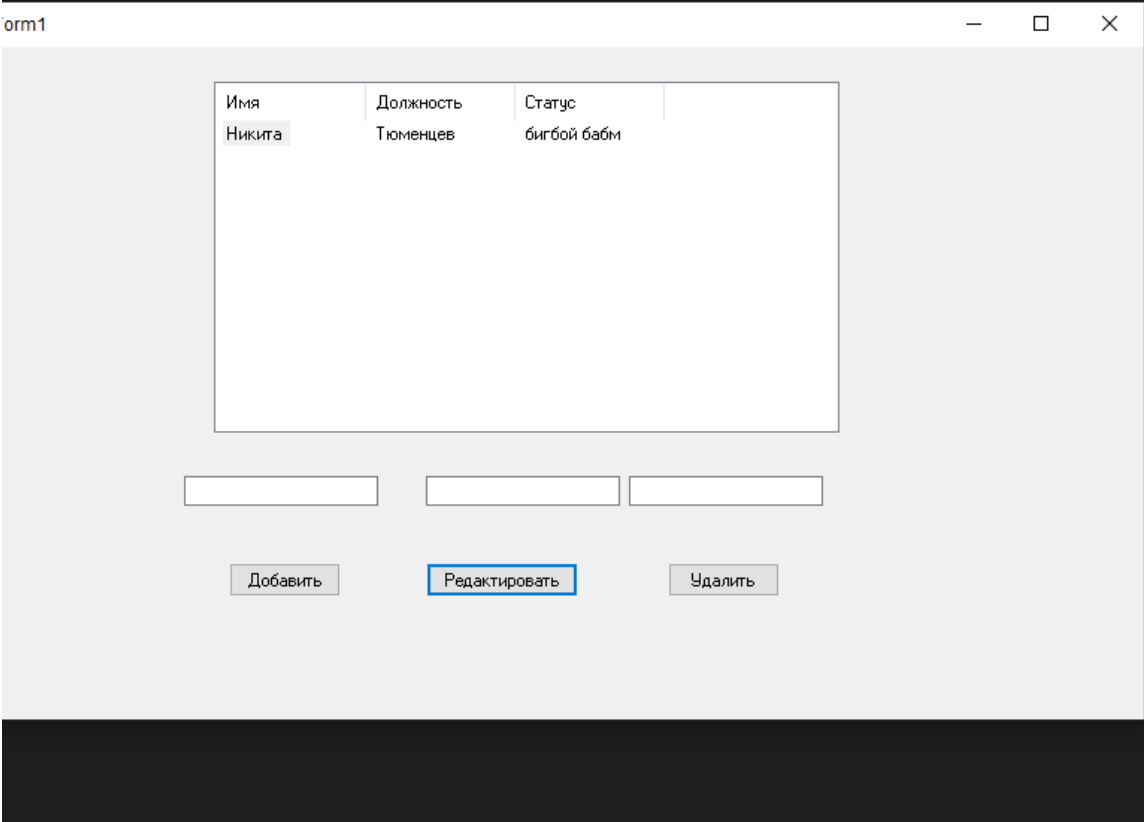 orm1
Имя Должность Статус
Никита Тюменцев бигбой бабм
Добавить Редактировать Удалить